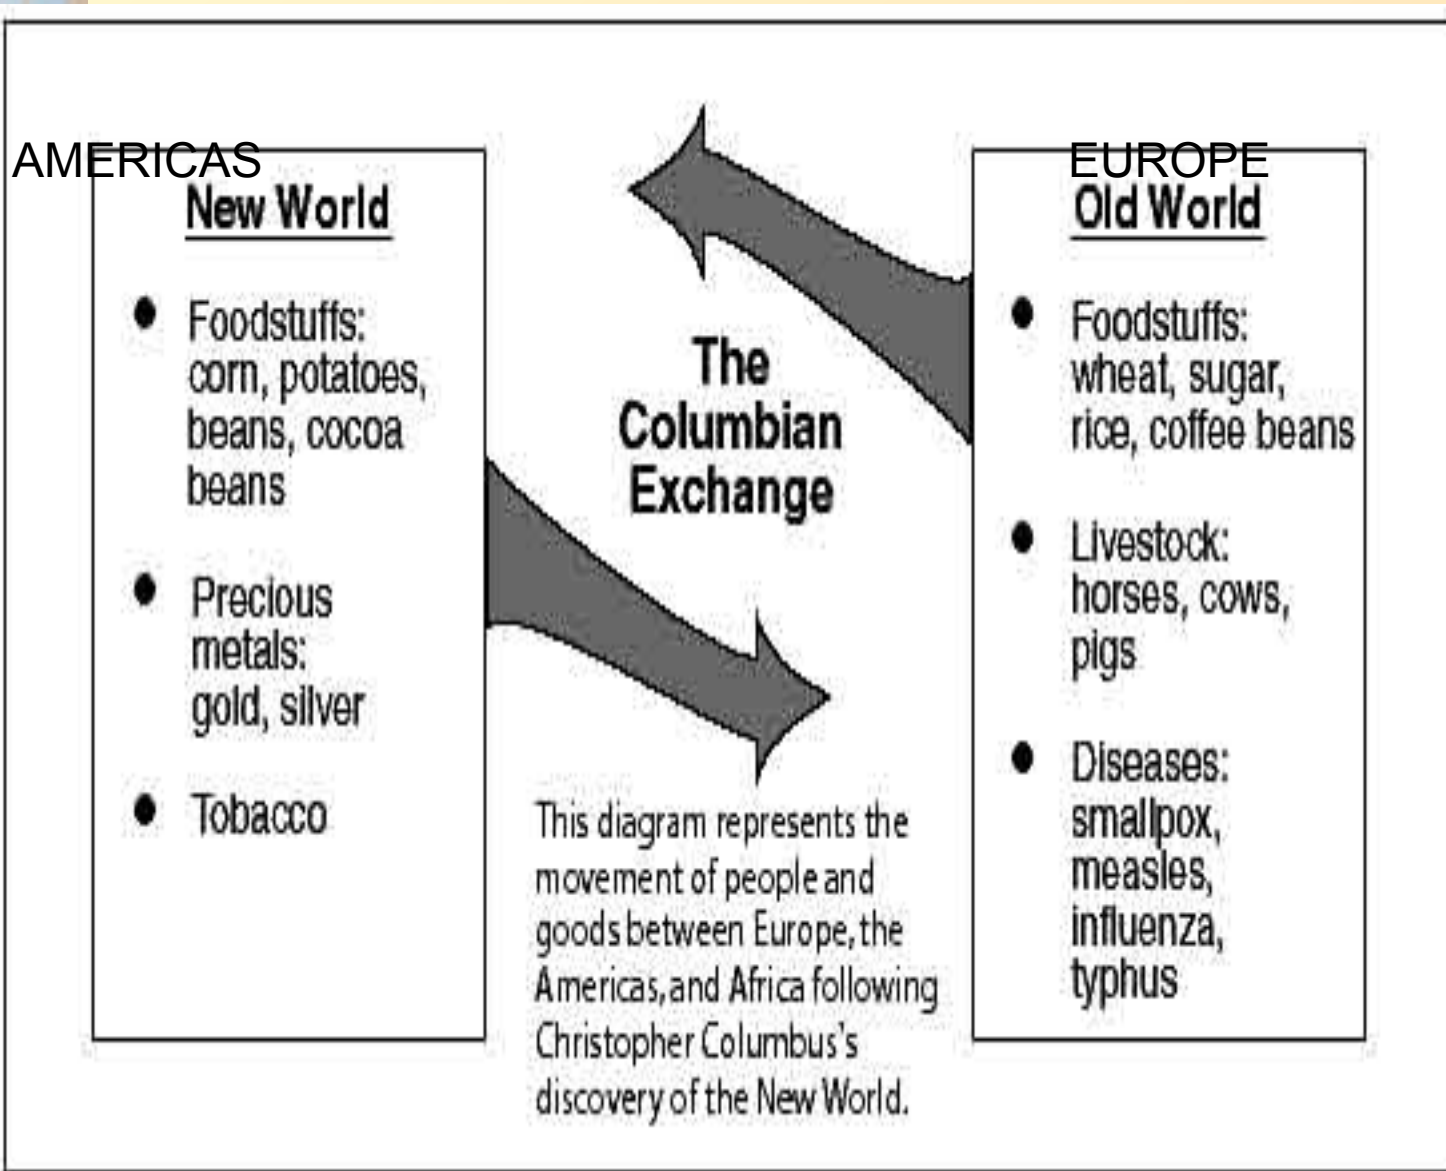 AMERICAS
New World
Foodstuffs:
corn, potatoes,
beans, cocoa
beans
Precious
metals:
gold, silver
Tobacco
The
Columbian
Exchange
This diagram represents the
movement of people and
goods between Europe, the
Americas, and Africa following
Christopher Columbus's
discovery of the New World.
EUROPE
Old World
Foodstuffs:
wheat, sugar,
rice, coffee beans
Livestock:
horses, cows,
pigs
Diseases:
smallpox,
measles,
influenza,
typhus